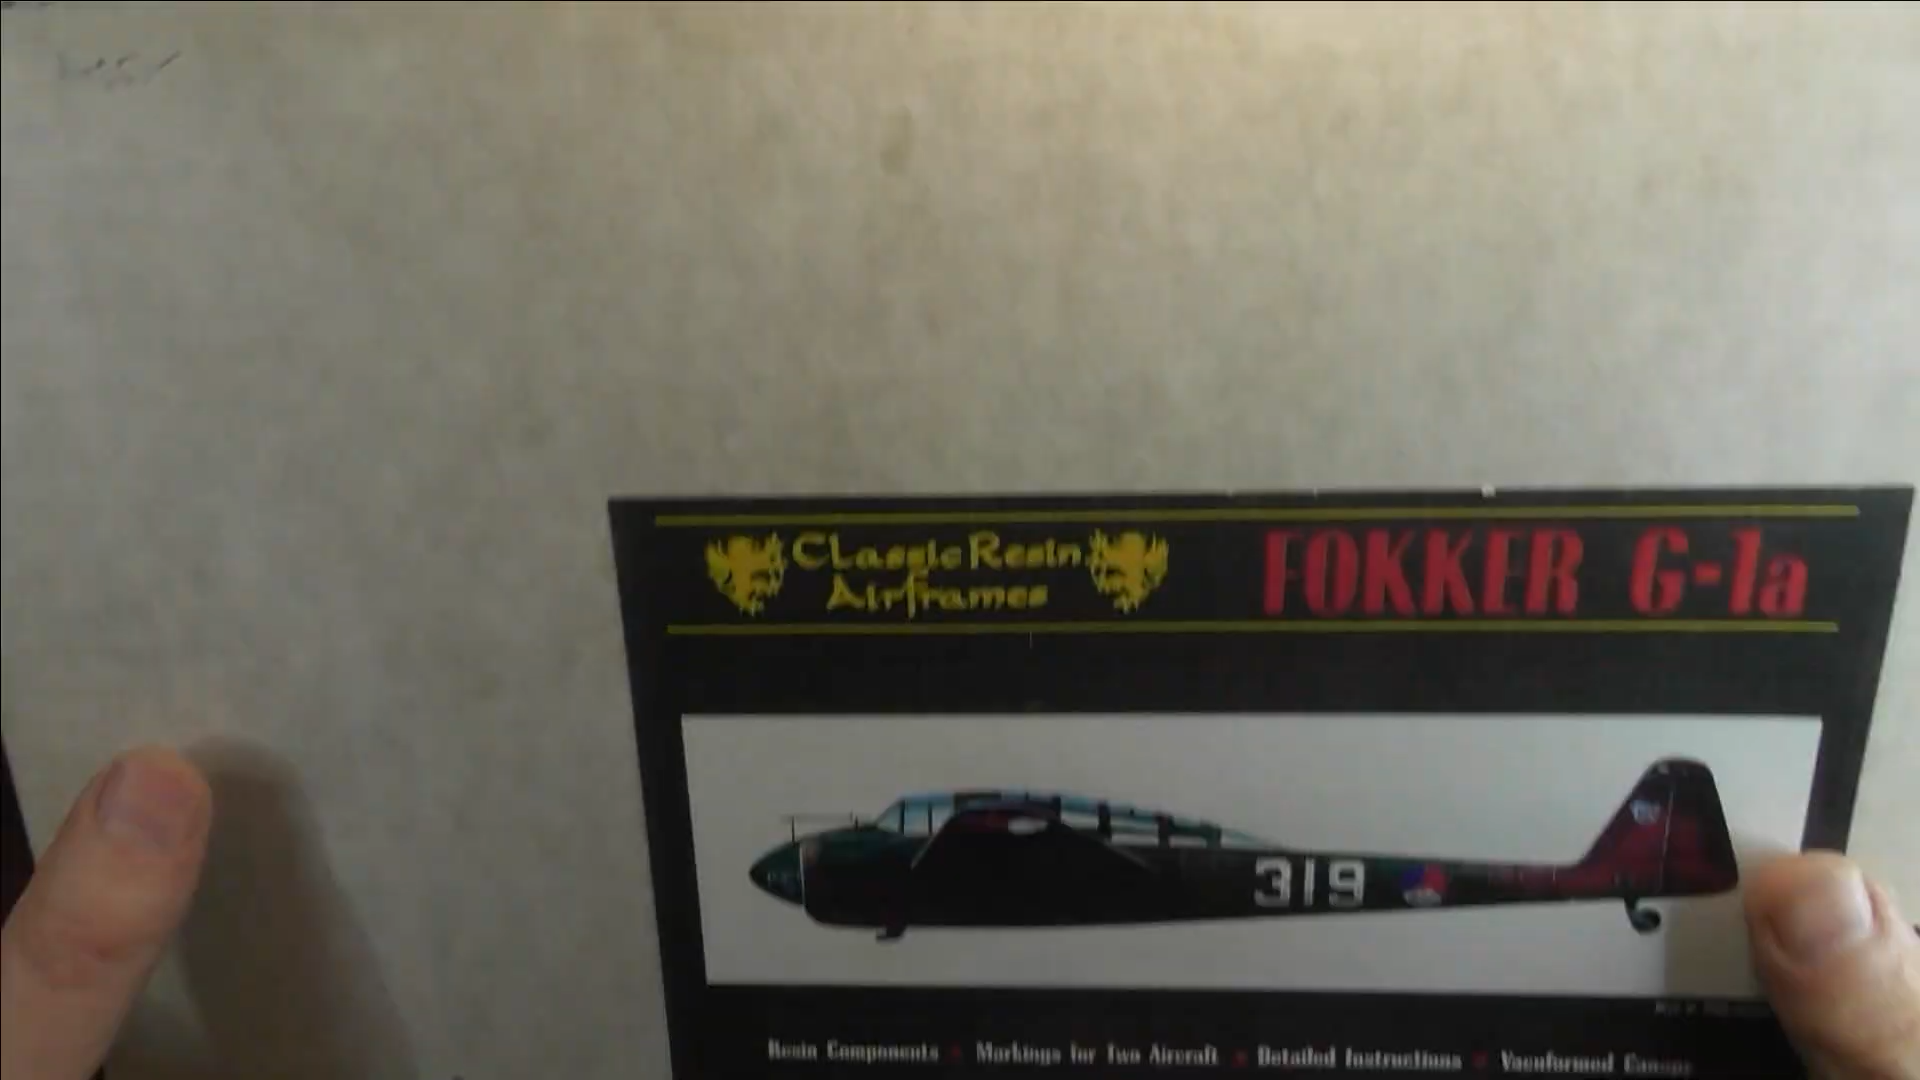 Classic Resin
Airframes
FOKKER G-1a
319
Resin Components Markings for Two Aircraft Detailed Instructions Vacuformed Canopy